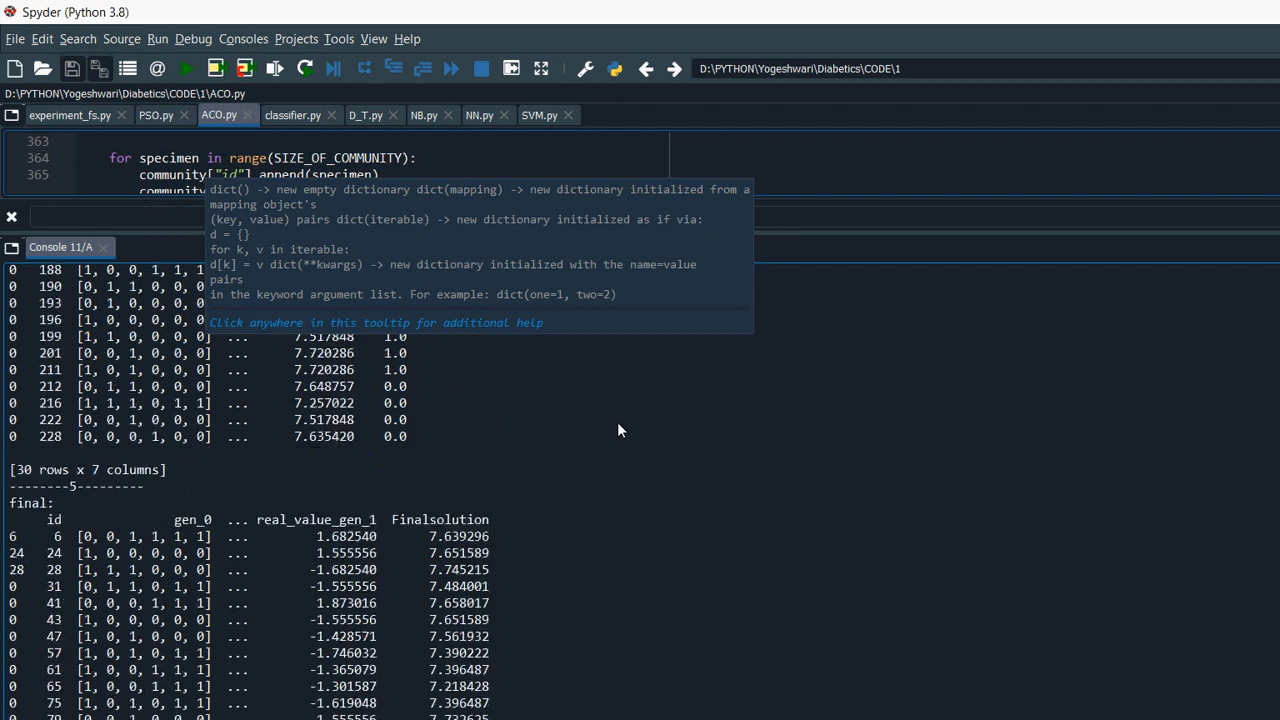 Spyder (Python 3.8)
File Edit Search Source Run Debug Consoles Projects Tools View Help
D:\PYTHON\Yogeshwari\Diabetics\CODE\1
D:\PYTHON\Yogeshwari\Diabetics\CODE\1\ACO.py
experiment_fs.py PSO.py ACO.py classifier.py D_T.py NB.py NN.py SVM.py
363
364 for specimen in range(SIZE_OF_COMMUNITY):
365 community["id"].append(specimen)
community
dict() -> new empty dictionary dict(mapping) -> new dictionary initialized from a
mapping object's
(key, value) pairs dict(iterable) -> new dictionary initialized as if via:
d = {}
for k, v in iterable:
d[k] = v dict(**kwargs) -> new dictionary initialized with the name=value
pairs
in the keyword argument list. For example: dict(one=1, two=2)
Click anywhere in this tooltip for additional help
Console 11/A
0 188 [1, 0, 0, 1, 1, 1
0 190 [0, 1, 1, 0, 0,
0 193 [0, 1, 0, 0, 0,
0 196 [1, 0, 1, 0, 0,
0 199 [1, 1, 1, 0, 0, 0] ... 7.517848 1.0
0 201 [0, 0, 1, 0, 0, 0] ... 7.720286 1.0
0 211 [1, 0, 1, 0, 0, 0] ... 7.720286 1.0
0 212 [0, 1, 1, 0, 0, 0] ... 7.648757 0.0
0 216 [1, 1, 1, 0, 1, 1] ... 7.257022 0.0
0 222 [0, 0, 1, 0, 0, 0] ... 7.517848 0.0
0 228 [0, 0, 0, 1, 0, 0] ... 7.635420 0.0
[30 rows x 7 columns]
--------5---------
final:
id gen_0 ... real_value_gen_1 Finalsolution
6 6 [0, 0, 1, 1, 1, 1] ... 1.682540 7.639296
24 24 [1, 0, 0, 0, 0, 0] ... 1.555556 7.651589
28 28 [1, 1, 1, 0, 0, 0] ... -1.682540 7.745215
0 31 [0, 1, 1, 0, 1, 1] ... -1.555556 7.484001
0 41 [0, 0, 0, 1, 1, 1] ... 1.873016 7.658017
0 43 [1, 0, 0, 0, 0, 0] ... -1.555556 7.651589
0 47 [1, 0, 1, 0, 0, 0] ... -1.428571 7.561932
0 57 [1, 0, 0, 1, 0, 0] ... -1.746032 7.390222
0 61 [1, 0, 0, 1, 1, 1] ... -1.365079 7.396487
0 65 [1, 0, 0, 1, 1, 1] ... -1.301587 7.218428
0 75 [1, 0, 1, 0, 1, 1] ... -1.619048 7.396487
0 79 [0, 0, 1, 0, 0, 0] ... 1.555556 7.732625